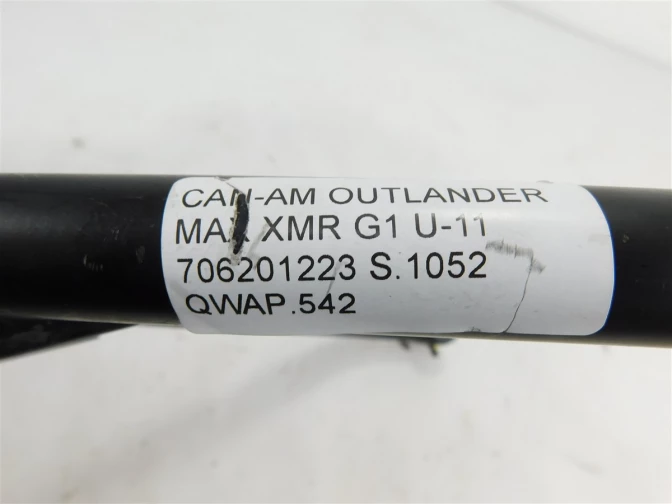 CAN-AM OUTLANDER
MAX XMR G1 U-11
706201223 S.1052
QWAP.542